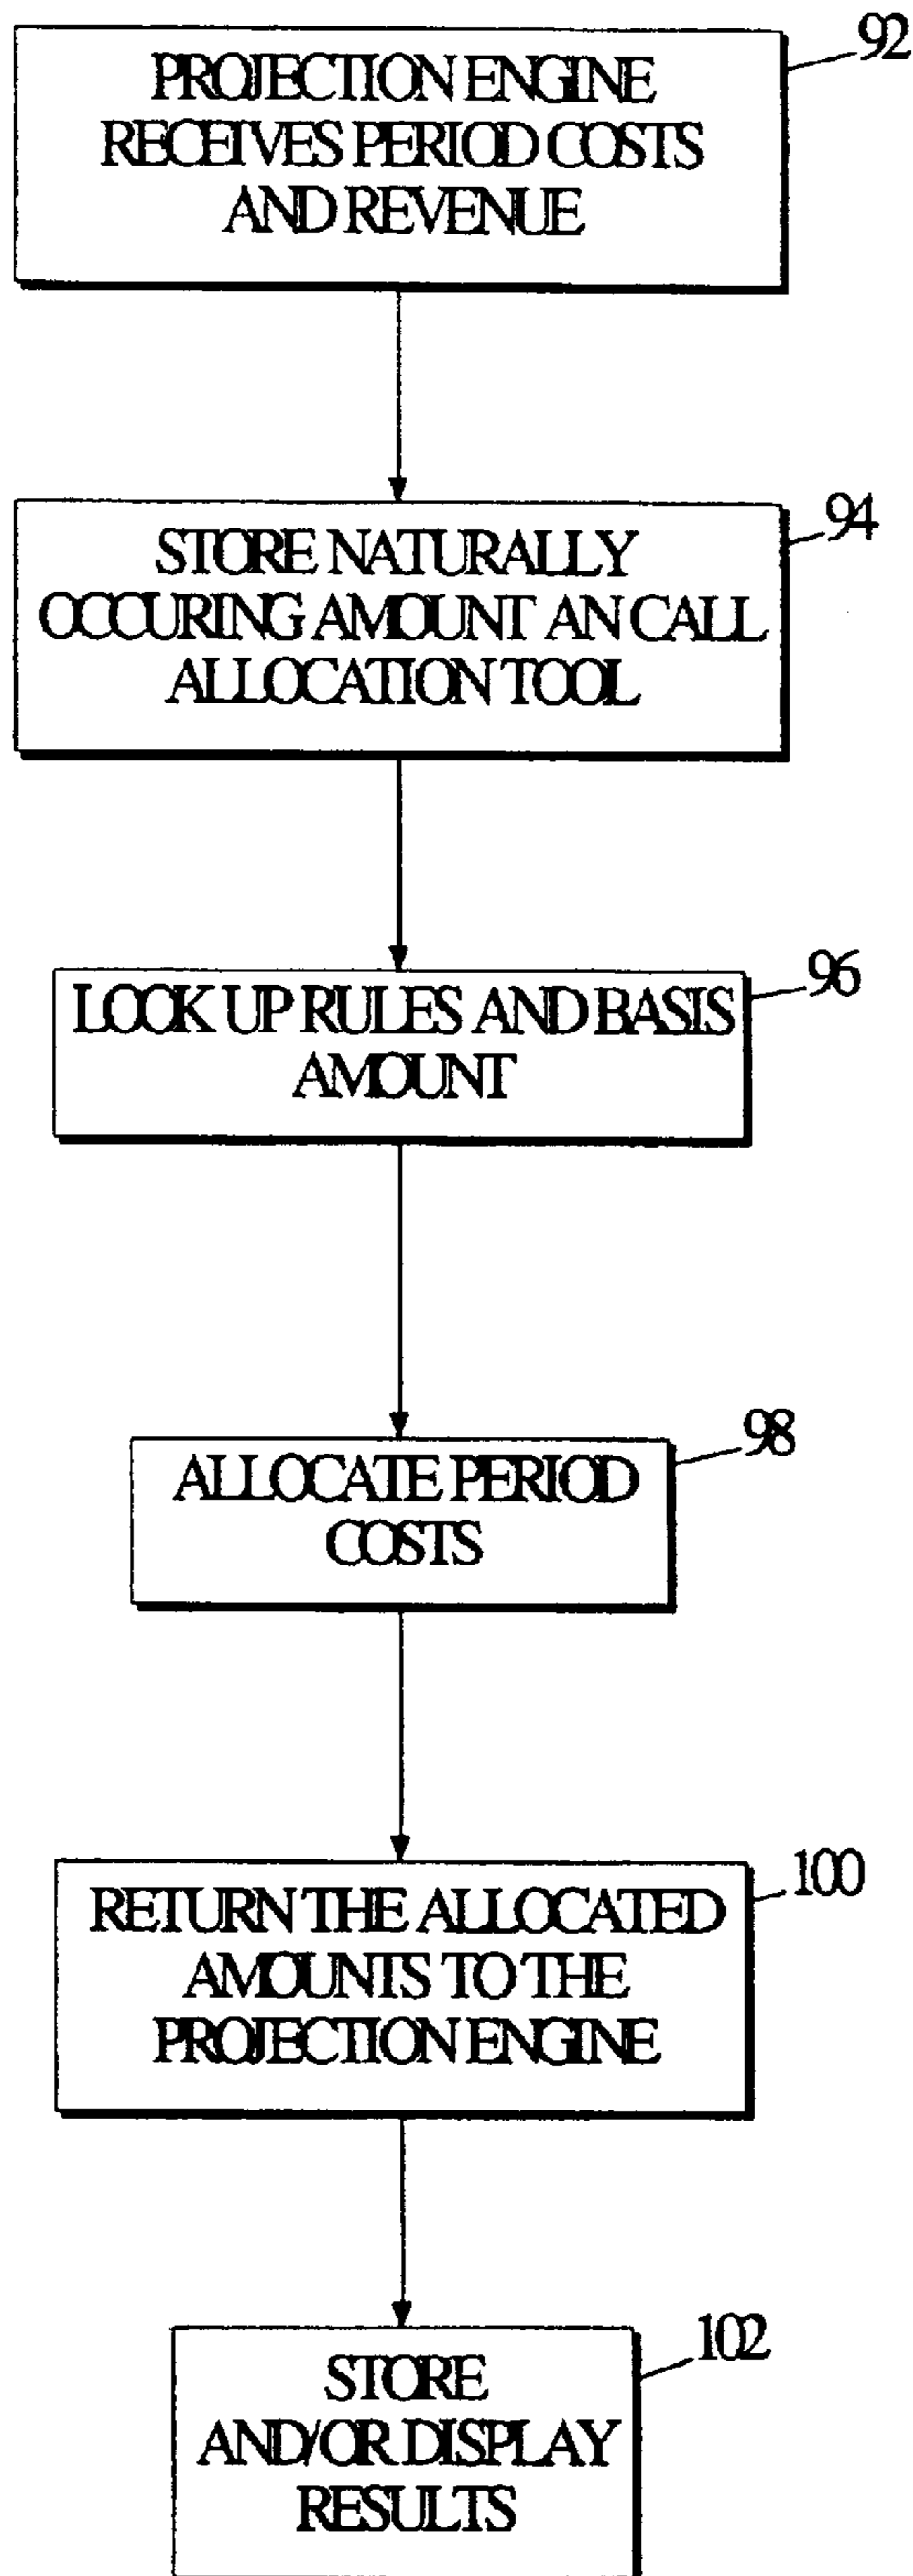 92
PROJECTION ENGINE
RECEIVES PERIOD COSTS
AND REVENUE
94
STORE NATURALLY
OCCURING AMOUNT AN CALL
ALLOCATION TOOL
96
LOOK UP RULES AND BASIS
AMOUNT
98
ALLOCATE PERIOD
COSTS
100
RETURN THE ALLOCATED
AMOUNTS TO THE
PROJECTION ENGINE
102
STORE
AND/OR DISPLAY
RESULTS